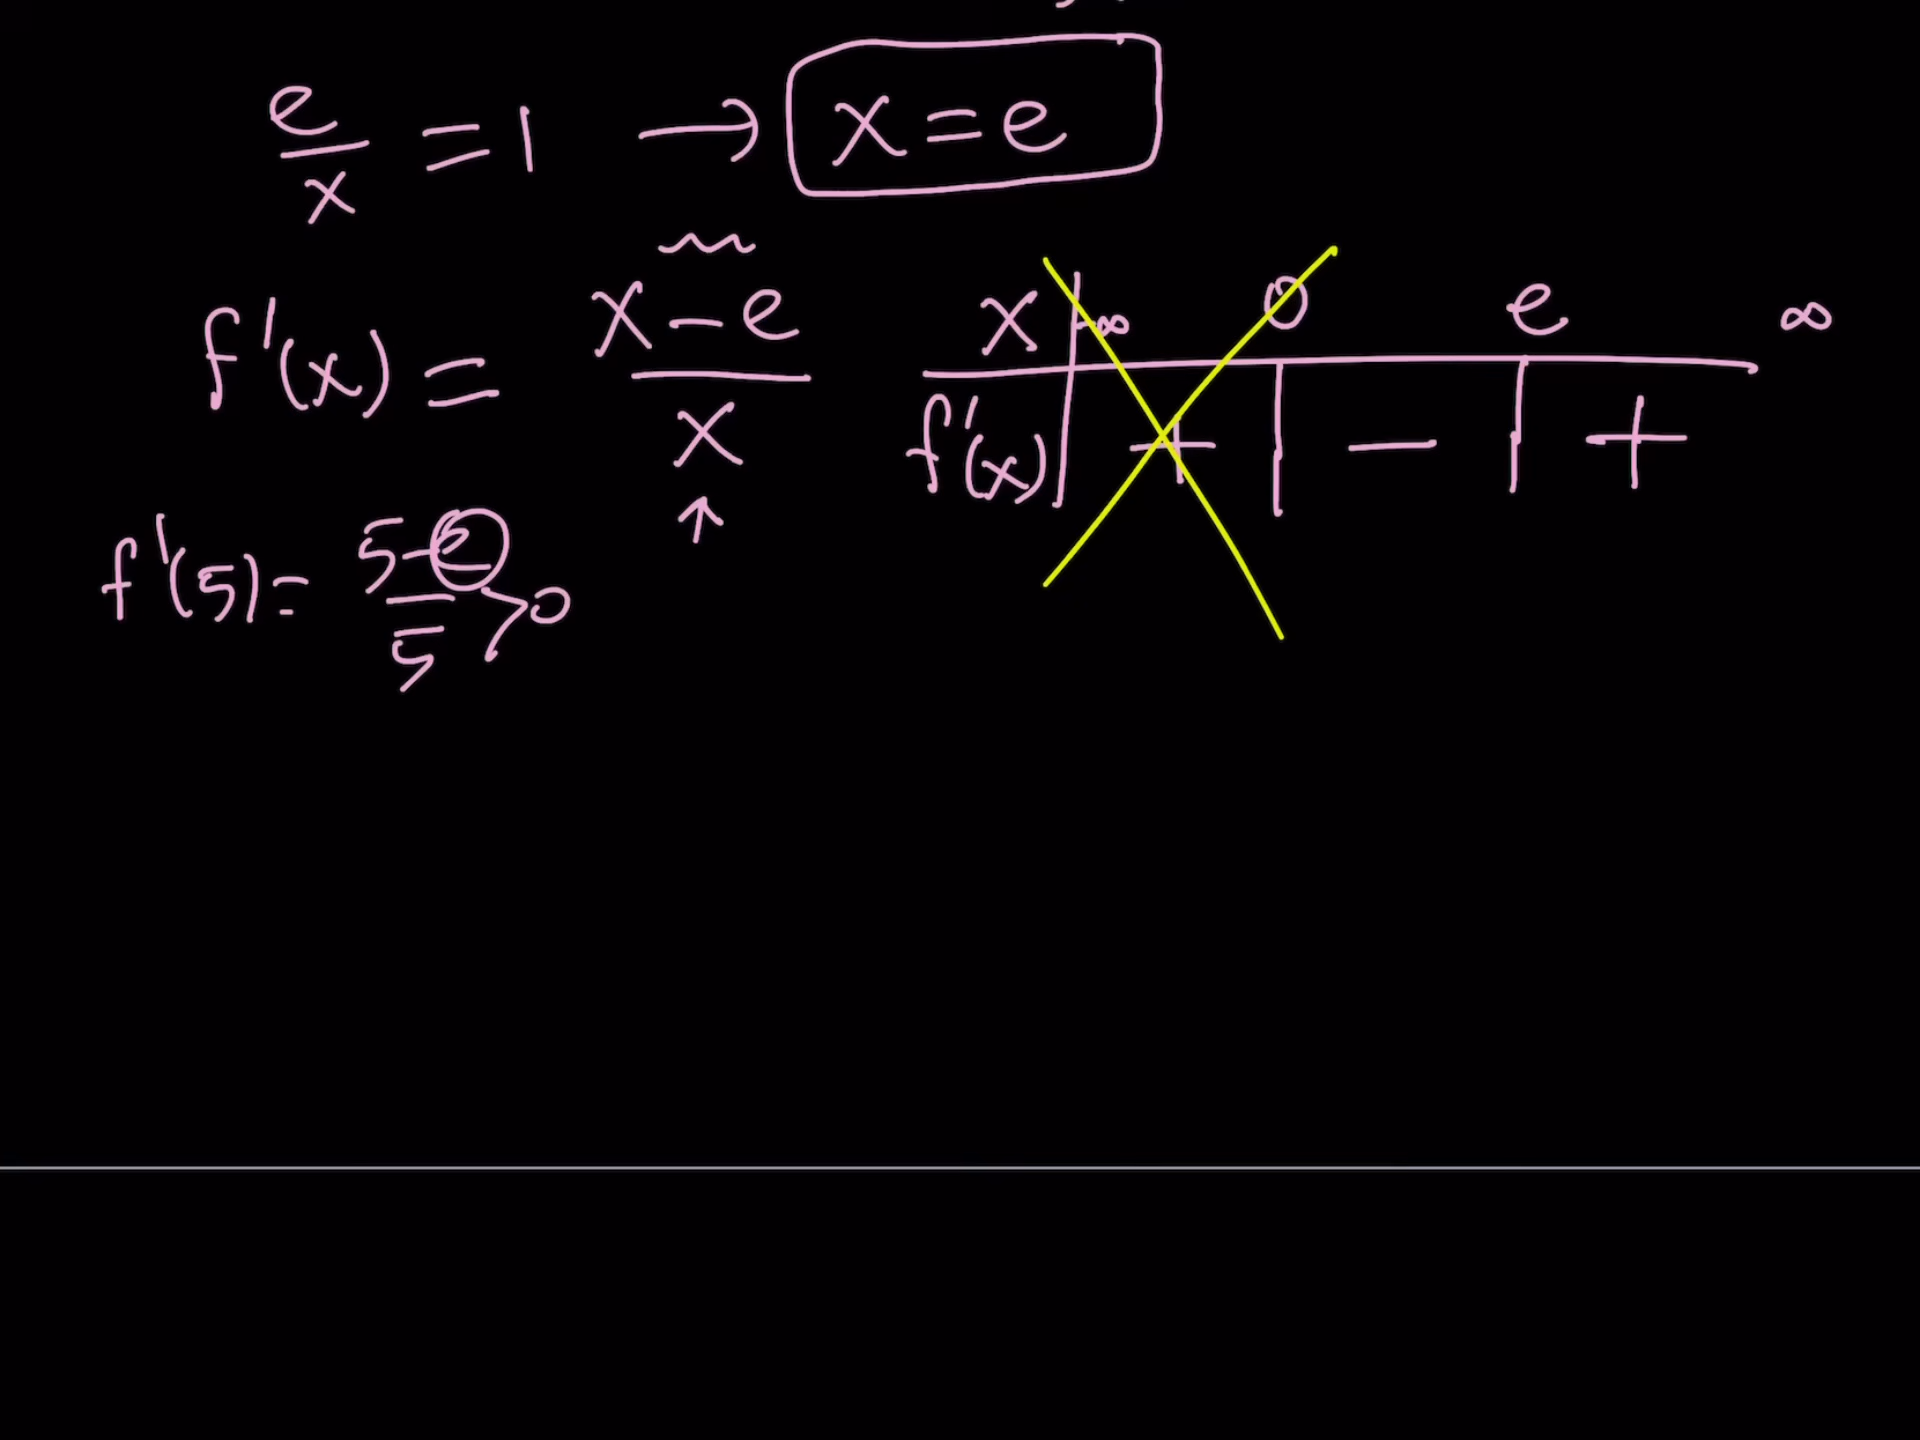 e/x = 1 → x = e
f'(x) = (x - e)/x
x | -∞ 0 e ∞
f'(x) | + | - | +
f'(5) = (5 - e)/5 > 0